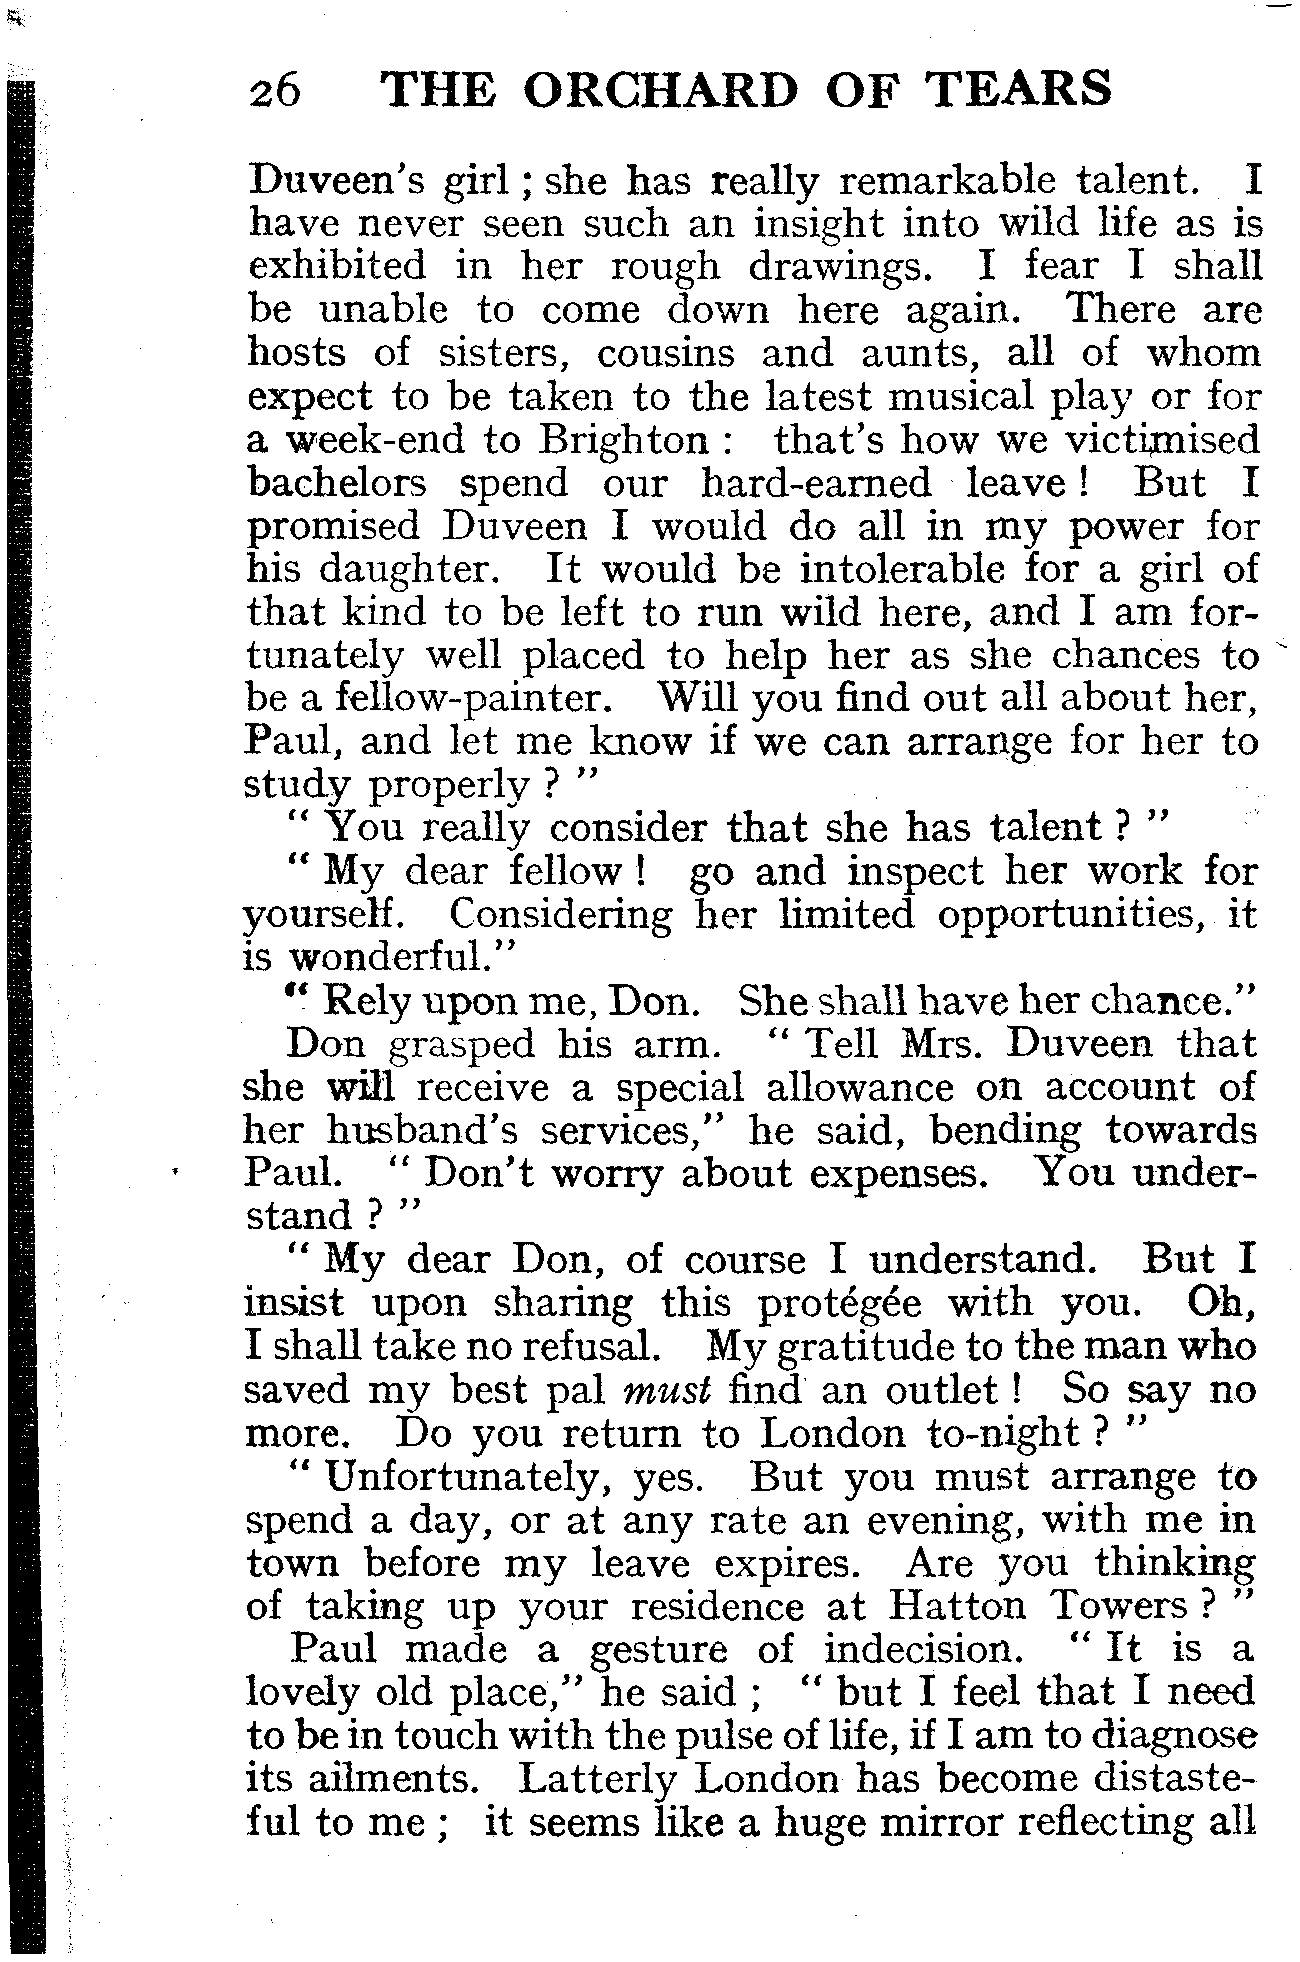 26 THE ORCHARD OF TEARS
Duveen's girl ; she has really remarkable talent. I
have never seen such an insight into wild life as is
exhibited in her rough drawings. I fear I shall
be unable to come down here again. There are
hosts of sisters, cousins and aunts, all of whom
expect to be taken to the latest musical play or for
a week-end to Brighton : that's how we victimised
bachelors spend our hard-earned leave ! But I
promised Duveen I would do all in my power for
his daughter. It would be intolerable for a girl of
that kind to be left to run wild here, and I am for-
tunately well placed to help her as she chances to
be a fellow-painter. Will you find out all about her,
Paul, and let me know if we can arrange for her to
study properly ? "
" You really consider that she has talent ? "
" My dear fellow ! go and inspect her work for
yourself. Considering her limited opportunities, it
is wonderful."
" Rely upon me, Don. She shall have her chance."
Don grasped his arm. " Tell Mrs. Duveen that
she will receive a special allowance on account of
her husband's services," he said, bending towards
Paul. " Don't worry about expenses. You under-
stand ? "
" My dear Don, of course I understand. But I
insist upon sharing this protégée with you. Oh,
I shall take no refusal. My gratitude to the man who
saved my best pal must find an outlet ! So say no
more. Do you return to London to-night ? "
" Unfortunately, yes. But you must arrange to
spend a day, or at any rate an evening, with me in
town before my leave expires. Are you thinking
of taking up your residence at Hatton Towers ? "
Paul made a gesture of indecision. " It is a
lovely old place," he said ; " but I feel that I need
to be in touch with the pulse of life, if I am to diagnose
its ailments. Latterly London has become distaste-
ful to me ; it seems like a huge mirror reflecting all